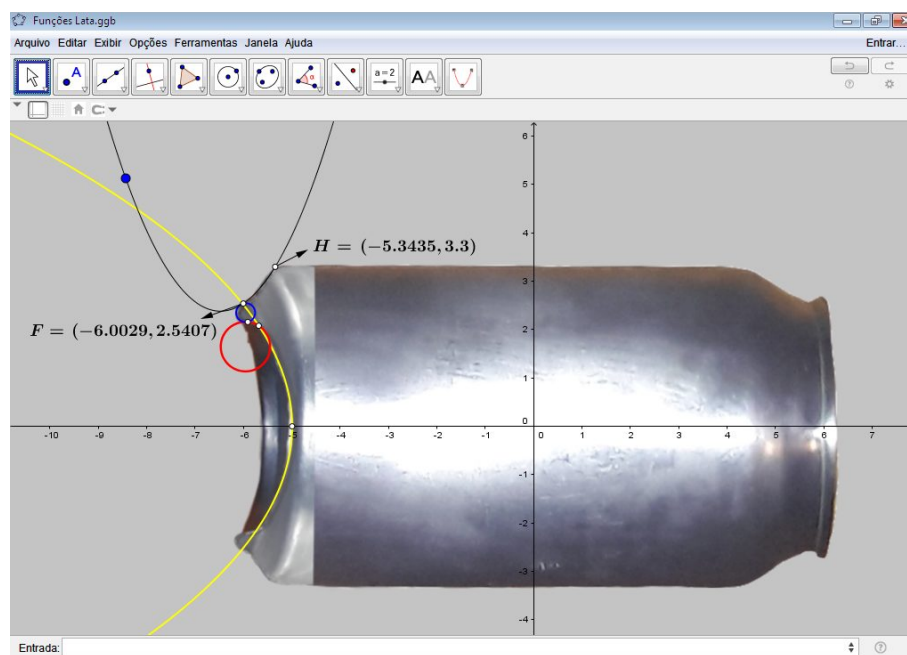 Funções Lata.ggb
Arquivo Editar Exibir Opções Ferramentas Janela Ajuda
Entrar...
A
α
a=2
AA
6
5
4
H = (−5.3435, 3.3)
3
F = (−6.0029, 2.5407)
2
1
0
-10 -9 -8 -7 -6 -5 -4 -3 -2 -1 0 1 2 3 4 5 6 7
-1
-2
-3
-4
Entrada: